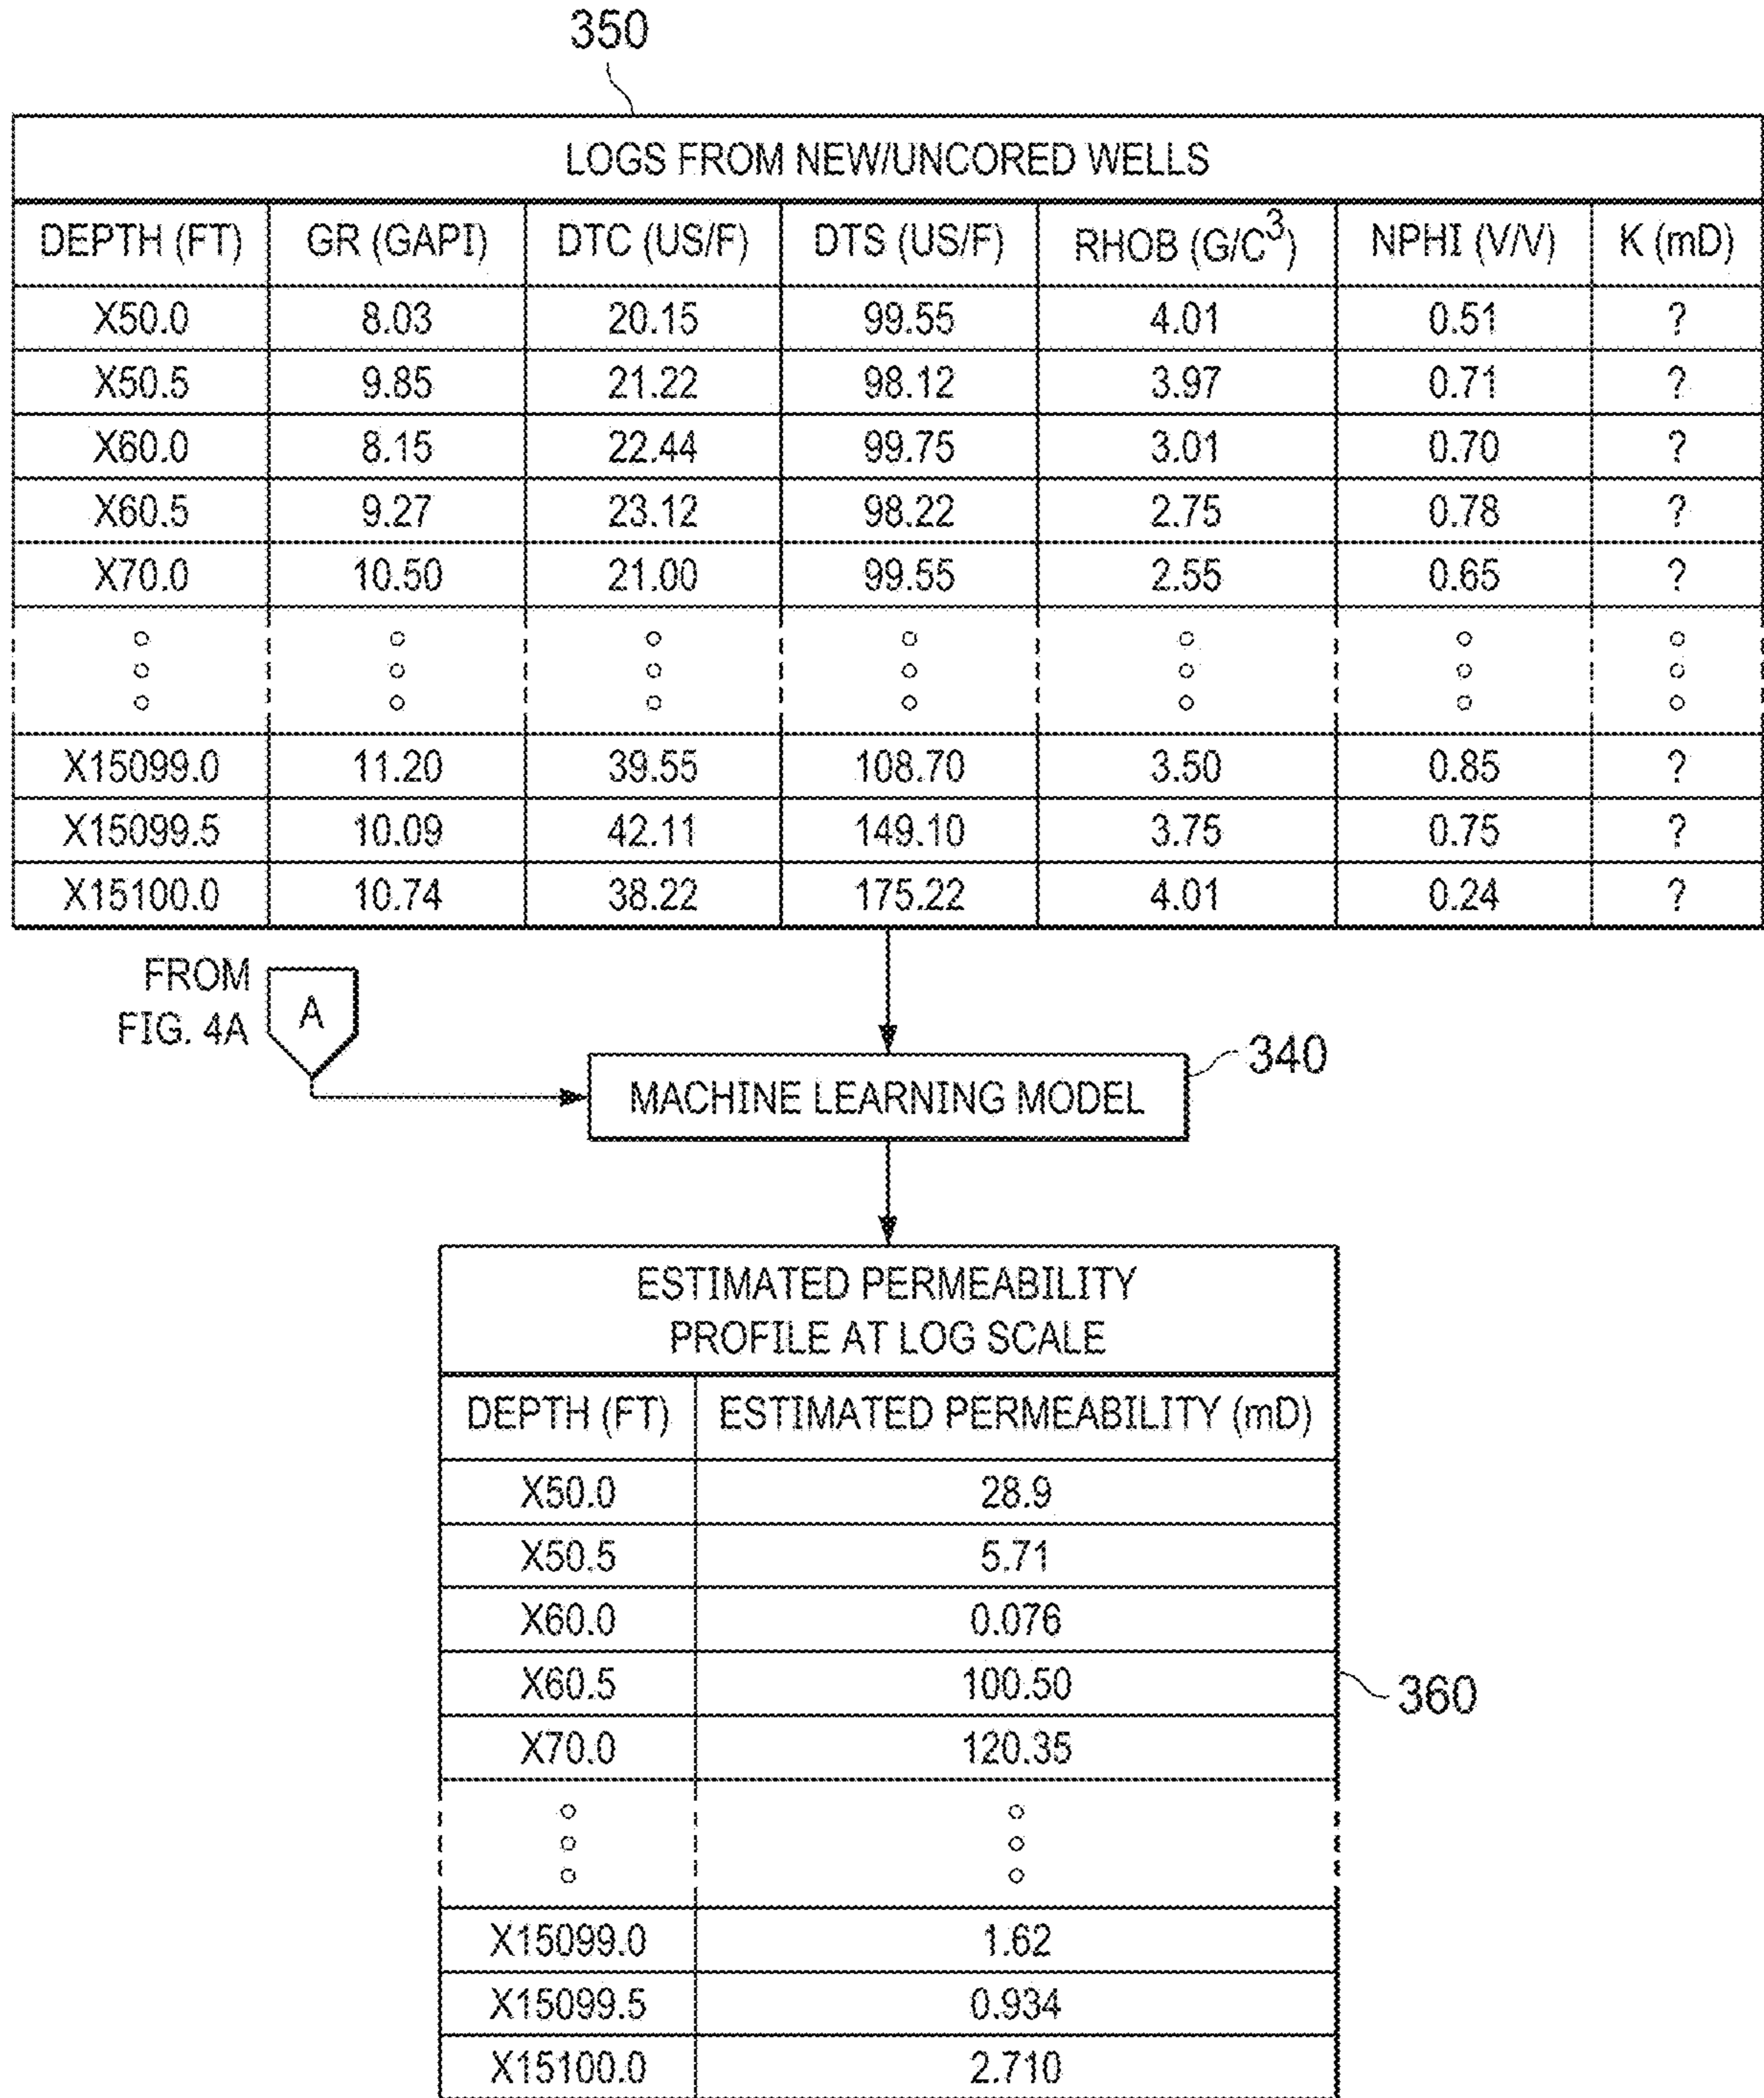 350
LOGS FROM NEW/UNCORED WELLS
DEPTH (FT) GR (GAPI) DTC (US/F) DTS (US/F) RHOB (G/C³) NPHI (V/V) K (mD)
X50.0 8.03 20.15 99.55 4.01 0.51 ?
X50.5 9.85 21.22 98.12 3.97 0.71 ?
X60.0 8.15 22.44 99.75 3.01 0.70 ?
X60.5 9.27 23.12 98.22 2.75 0.78 ?
X70.0 10.50 21.00 99.55 2.55 0.65 ?
X15099.0 11.20 39.55 108.70 3.50 0.85 ?
X15099.5 10.09 42.11 149.10 3.75 0.75 ?
X15100.0 10.74 38.22 175.22 4.01 0.24 ?
FROM
FIG. 4A
A
340
MACHINE LEARNING MODEL
ESTIMATED PERMEABILITY
PROFILE AT LOG SCALE
DEPTH (FT) ESTIMATED PERMEABILITY (mD)
X50.0 28.9
X50.5 5.71
X60.0 0.076
X60.5 100.50
360
X70.0 120.35
X15099.0 1.62
X15099.5 0.934
X15100.0 2.710